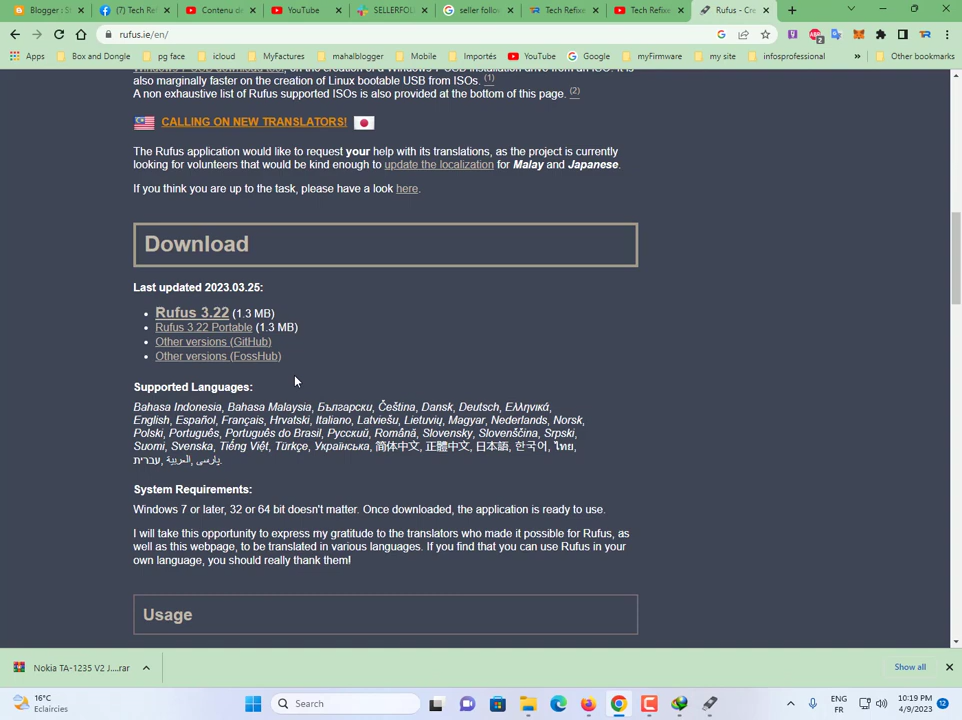 Blogger : S
(7) Tech Ref
Contenu d
YouTube
SELLERFOL
seller follo
Tech Refixe
Tech Refixe
Rufus - Cre
rufus.ie/en/
Apps
Box and Domain
pg face
icloud
MyFactures
mahalblogger
Mobile
Importés
YouTube
Google
myFirmware
my site
infosprofessional
»
Other bookmarks
also marginally faster on the creation of Linux bootable USB from ISOs. (1)
A non exhaustive list of Rufus supported ISOs is also provided at the bottom of this page. (2)
CALLING ON NEW TRANSLATORS!
The Rufus application would like to request your help with its translations, as the project is currently
looking for volunteers that would be kind enough to update the localization for Malay and Japanese.
If you think you are up to the task, please have a look here.
Download
Last updated 2023.03.25:
• Rufus 3.22 (1.3 MB)
• Rufus 3.22 Portable (1.3 MB)
• Other versions (GitHub)
• Other versions (FossHub)
Supported Languages:
Bahasa Indonesia, Bahasa Malaysia, Български, Čeština, Dansk, Deutsch, Ελληνικά,
English, Español, Français, Hrvatski, Italiano, Latviešu, Lietuvių, Magyar, Nederlands, Norsk,
Polski, Português, Português do Brasil, Русский, Română, Slovensky, Slovenščina, Srpski,
Suomi, Svenska, Tiếng Việt, Türkçe, Українська, 简体中文, 正體中文, 日本語, 한국어, ไทย,
עברית, العربية, پارسی.
System Requirements:
Windows 7 or later, 32 or 64 bit doesn't matter. Once downloaded, the application is ready to use.
I will take this opportunity to express my gratitude to the translators who made it possible for Rufus, as
well as this webpage, to be translated in various languages. If you find that you can use Rufus in your
own language, you should really thank them!
Usage
Nokia TA-1235 V2 J....rar
Show all
16°C
Eclaircies
Search
ENG
FR
10:19 PM
4/9/2023
12